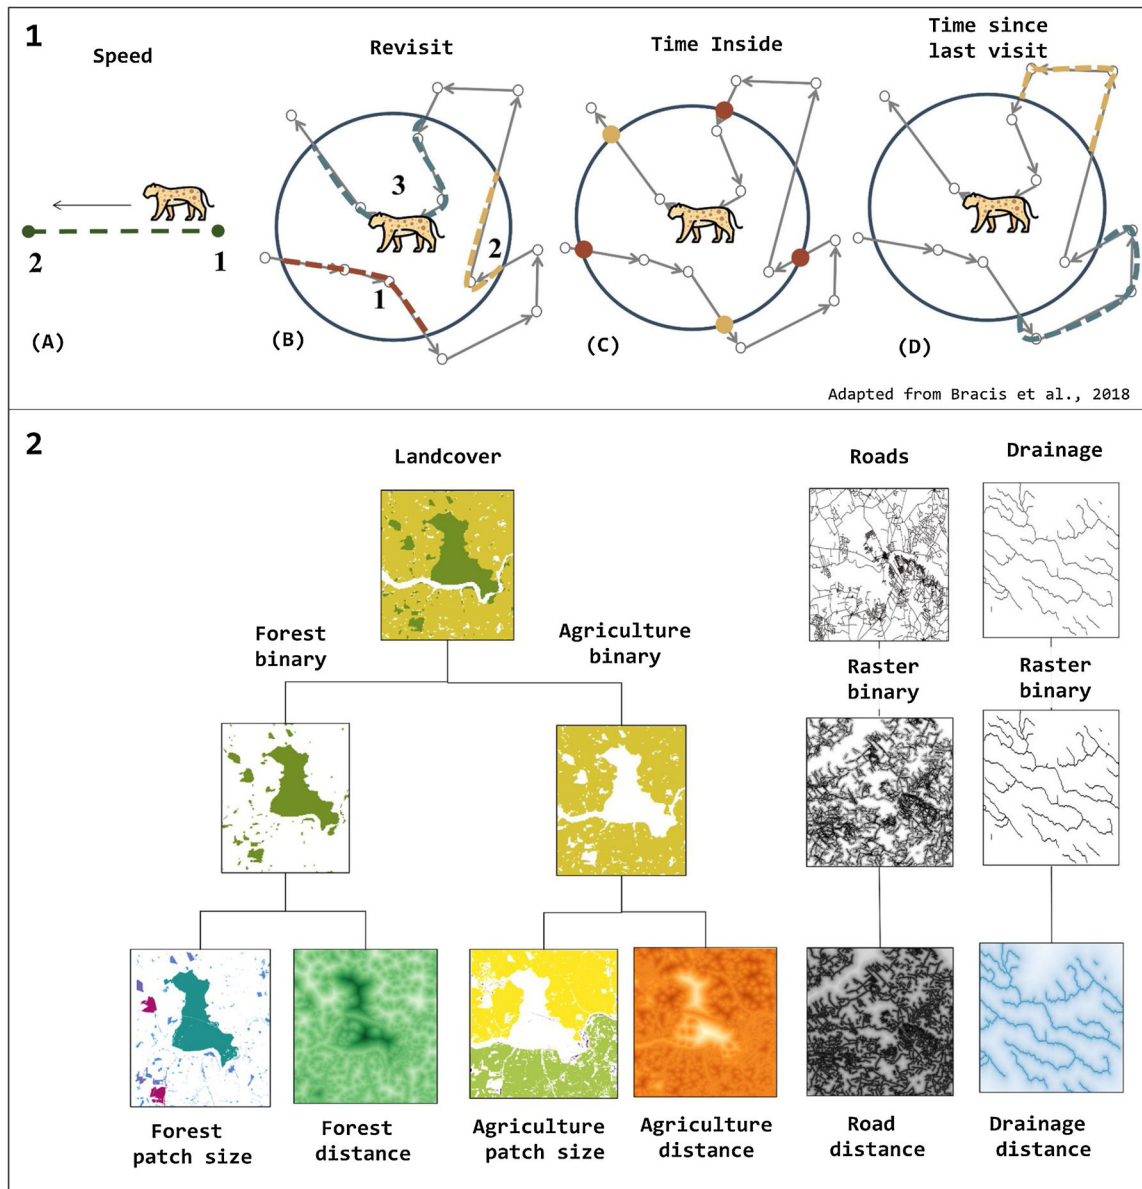 1
Speed
Revisit
Time Inside
Time since
last visit
3
2
1
2
1
(A)
(B)
(C)
(D)
Adapted from Bracis et al., 2018
2
Landcover
Roads
Drainage
Forest
binary
Agriculture
binary
Raster
binary
Raster
binary
Forest
patch size
Forest
distance
Agriculture
patch size
Agriculture
distance
Road
distance
Drainage
distance